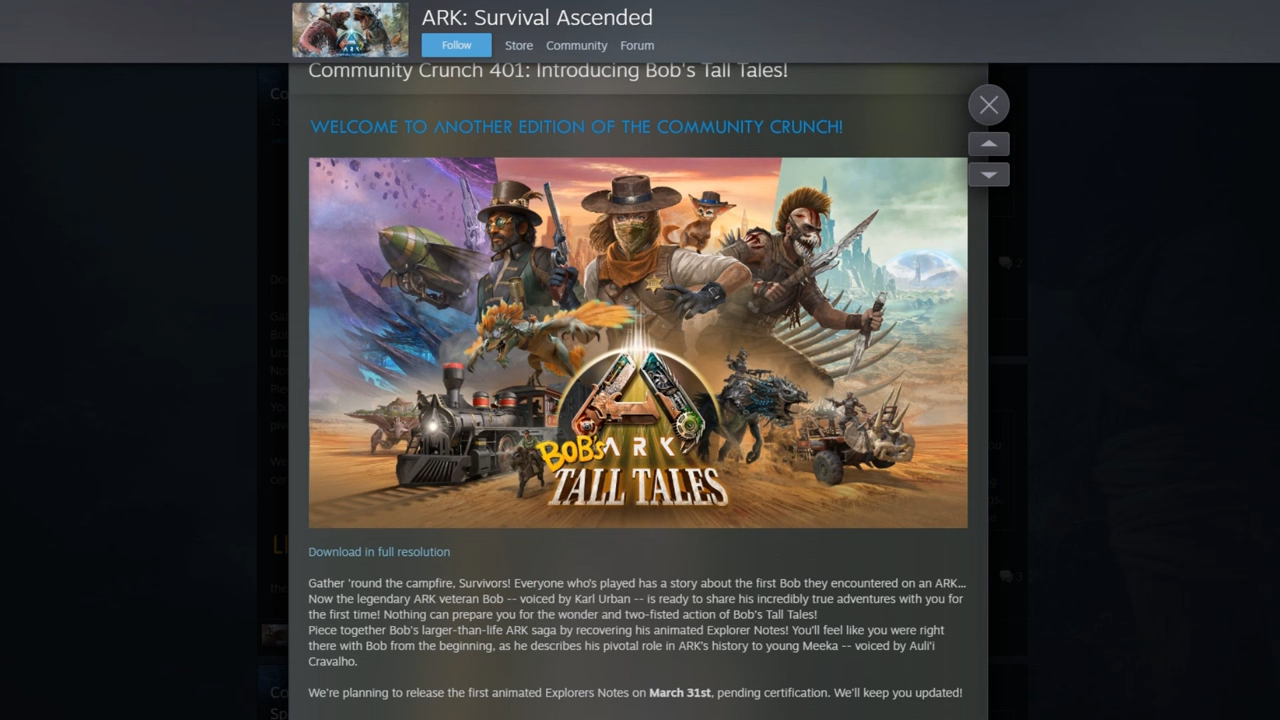 ARK: Survival Ascended
Follow Store Community Forum
Community Crunch 401: Introducing Bob's Tall Tales!
WELCOME TO ANOTHER EDITION OF THE COMMUNITY CRUNCH!
BOB'S ARK
TALL TALES
Download in full resolution
Gather 'round the campfire, Survivors! Everyone who's played has a story about the first Bob they encountered on an ARK...
Now the legendary ARK veteran Bob -- voiced by Karl Urban -- is ready to share his incredibly true adventures with you for
the first time! Nothing can prepare you for the wonder and two-fisted action of Bob's Tall Tales!
Piece together Bob's larger-than-life ARK saga by recovering his animated Explorer Notes! You'll feel like you were right
there with Bob from the beginning, as he describes his pivotal role in ARK's history to young Meeka -- voiced by Auli'i
Cravalho.
We're planning to release the first animated Explorers Notes on March 31st, pending certification. We'll keep you updated!